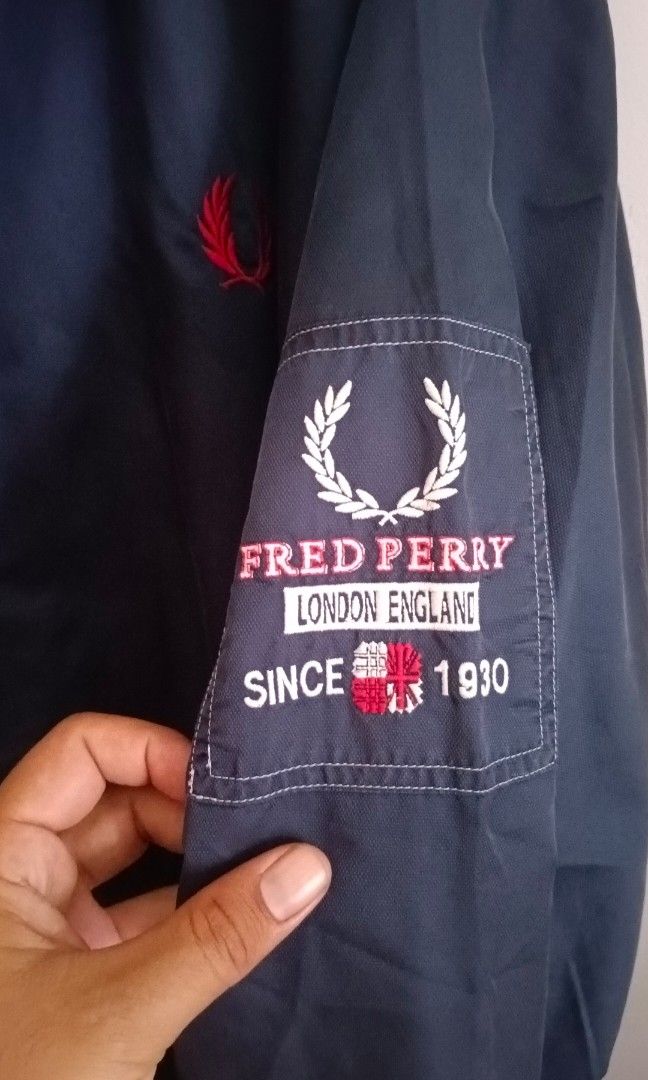 FRED PERRY
LONDON ENGLAND
SINCE 1930